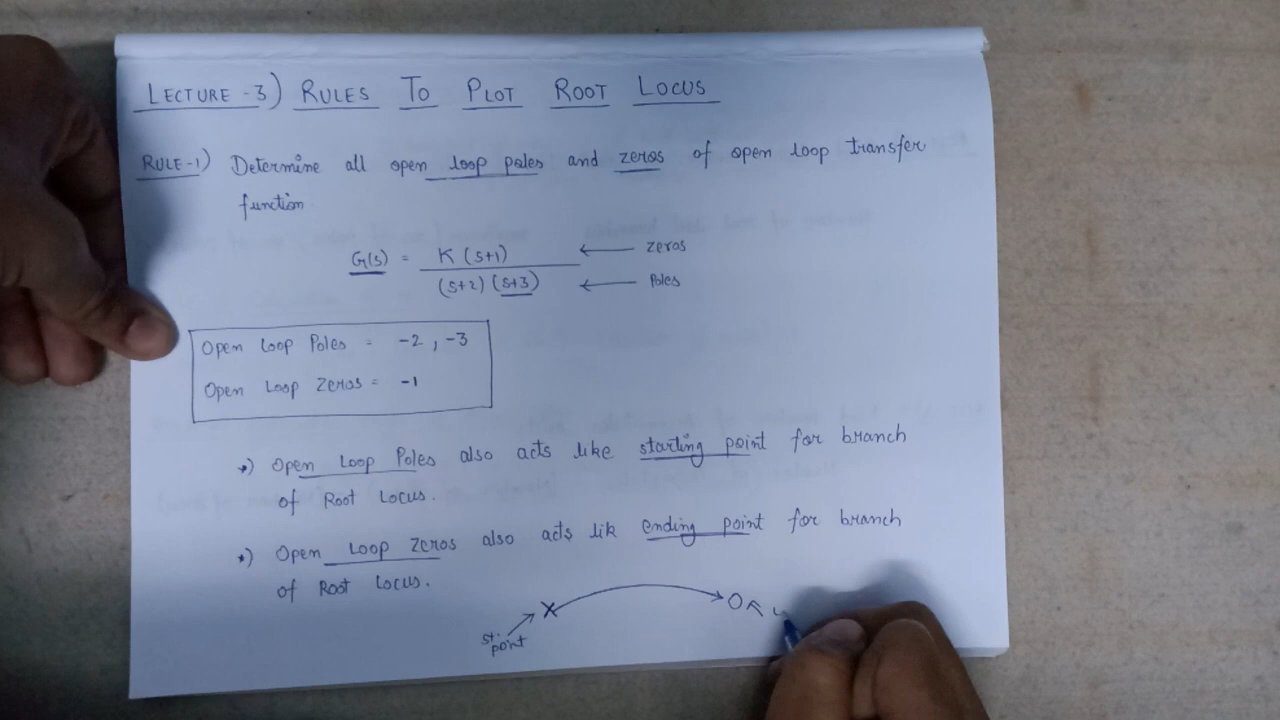 LECTURE -3) RULES TO PLOT ROOT LOCUS
RULE-1) Determine all open loop poles and zeros of open loop transfer
function
G(s) = K (s+1) ← zeros
(s+2) (s+3) ← Poles
Open Loop Poles = -2, -3
Open Loop Zeros = -1
*) Open Loop Poles also acts like starting point for branch
of Root Locus.
*) Open Loop Zeros also acts lik ending point for branch
of Root Locus.
st.
point